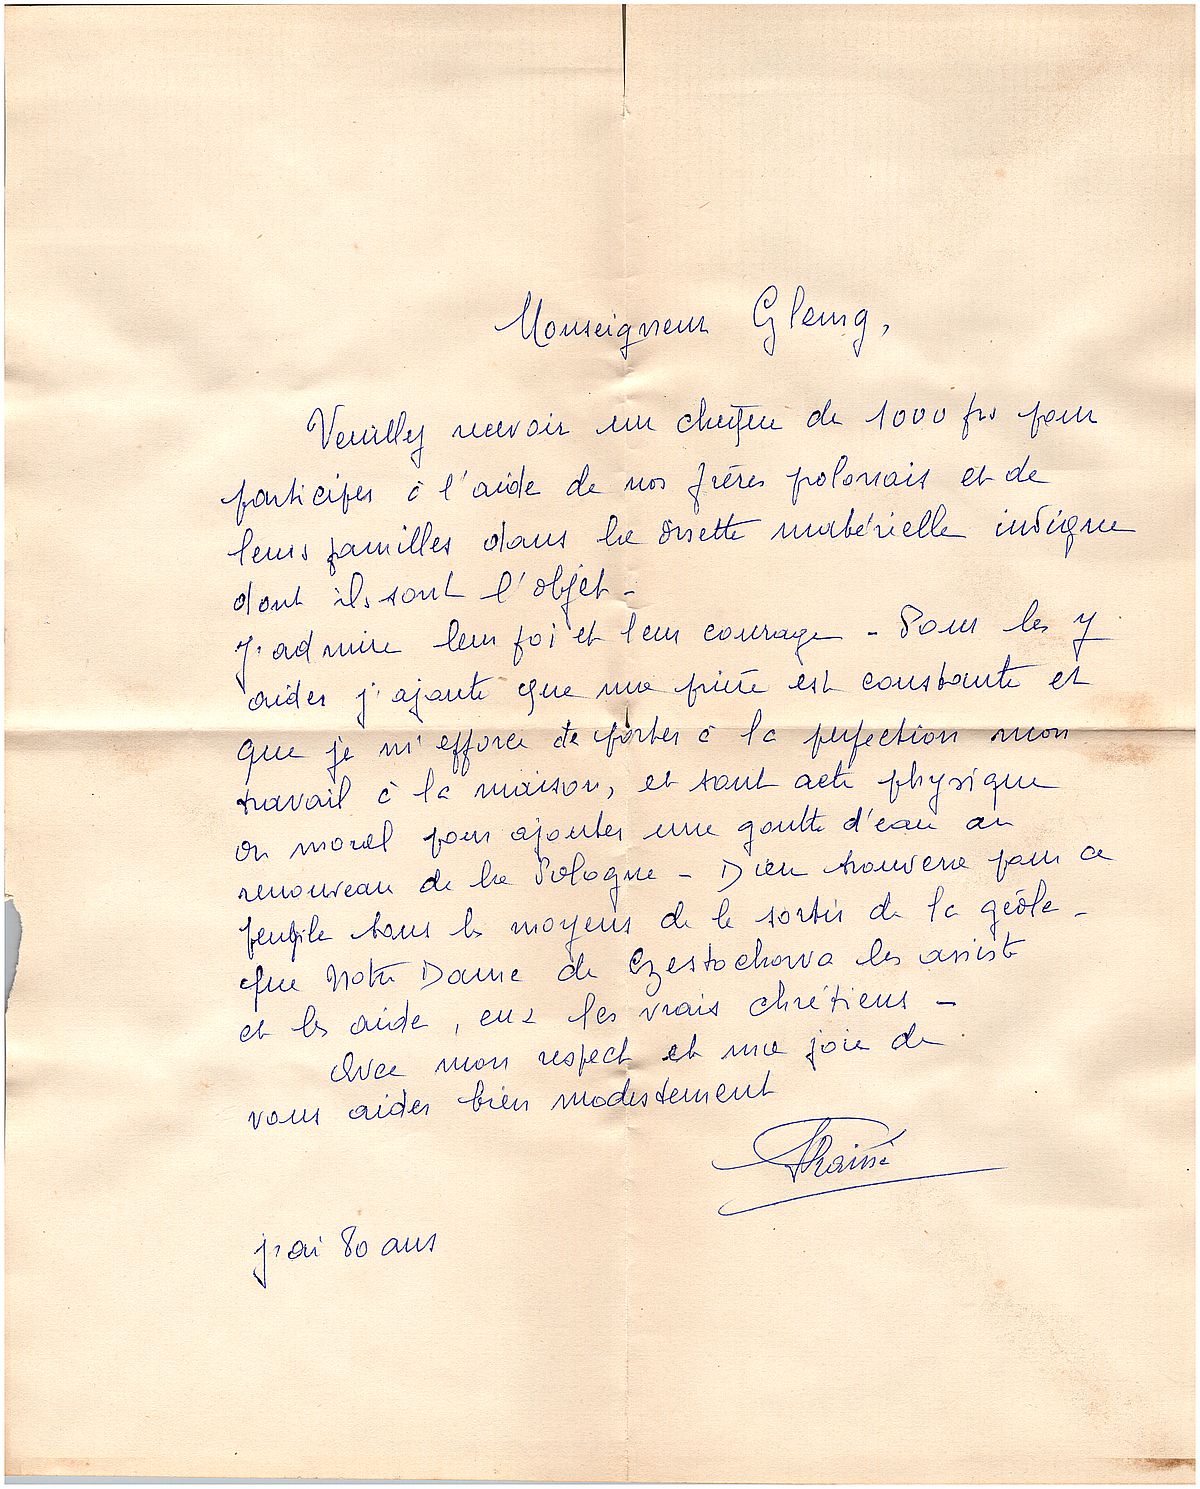 Monseigneur Glemg,
Veuillez recevoir un chèque de 1000 frs pour
participer à l'aide de nos frères polonais et de
leurs familles dans la disette matérielle indigne
dont ils sont l'objet -
J'admire leur foi et leur courage - Pour les y
aider j'ajoute que ma prière est constante et
que je m'efforce de porter à la perfection mon
travail à la maison, et tout acte physique
ou moral pour ajouter une goutte d'eau au
renouveau de la Pologne - Dieu trouvera pour ce
peuple tous les moyens de le sortir de la geôle -
que Notre Dame de Czestochowa les assiste
et les aide, eux les vrais chrétiens -
Avec mon respect et ma joie de
vous aider bien modestement
j'ai 80 ans